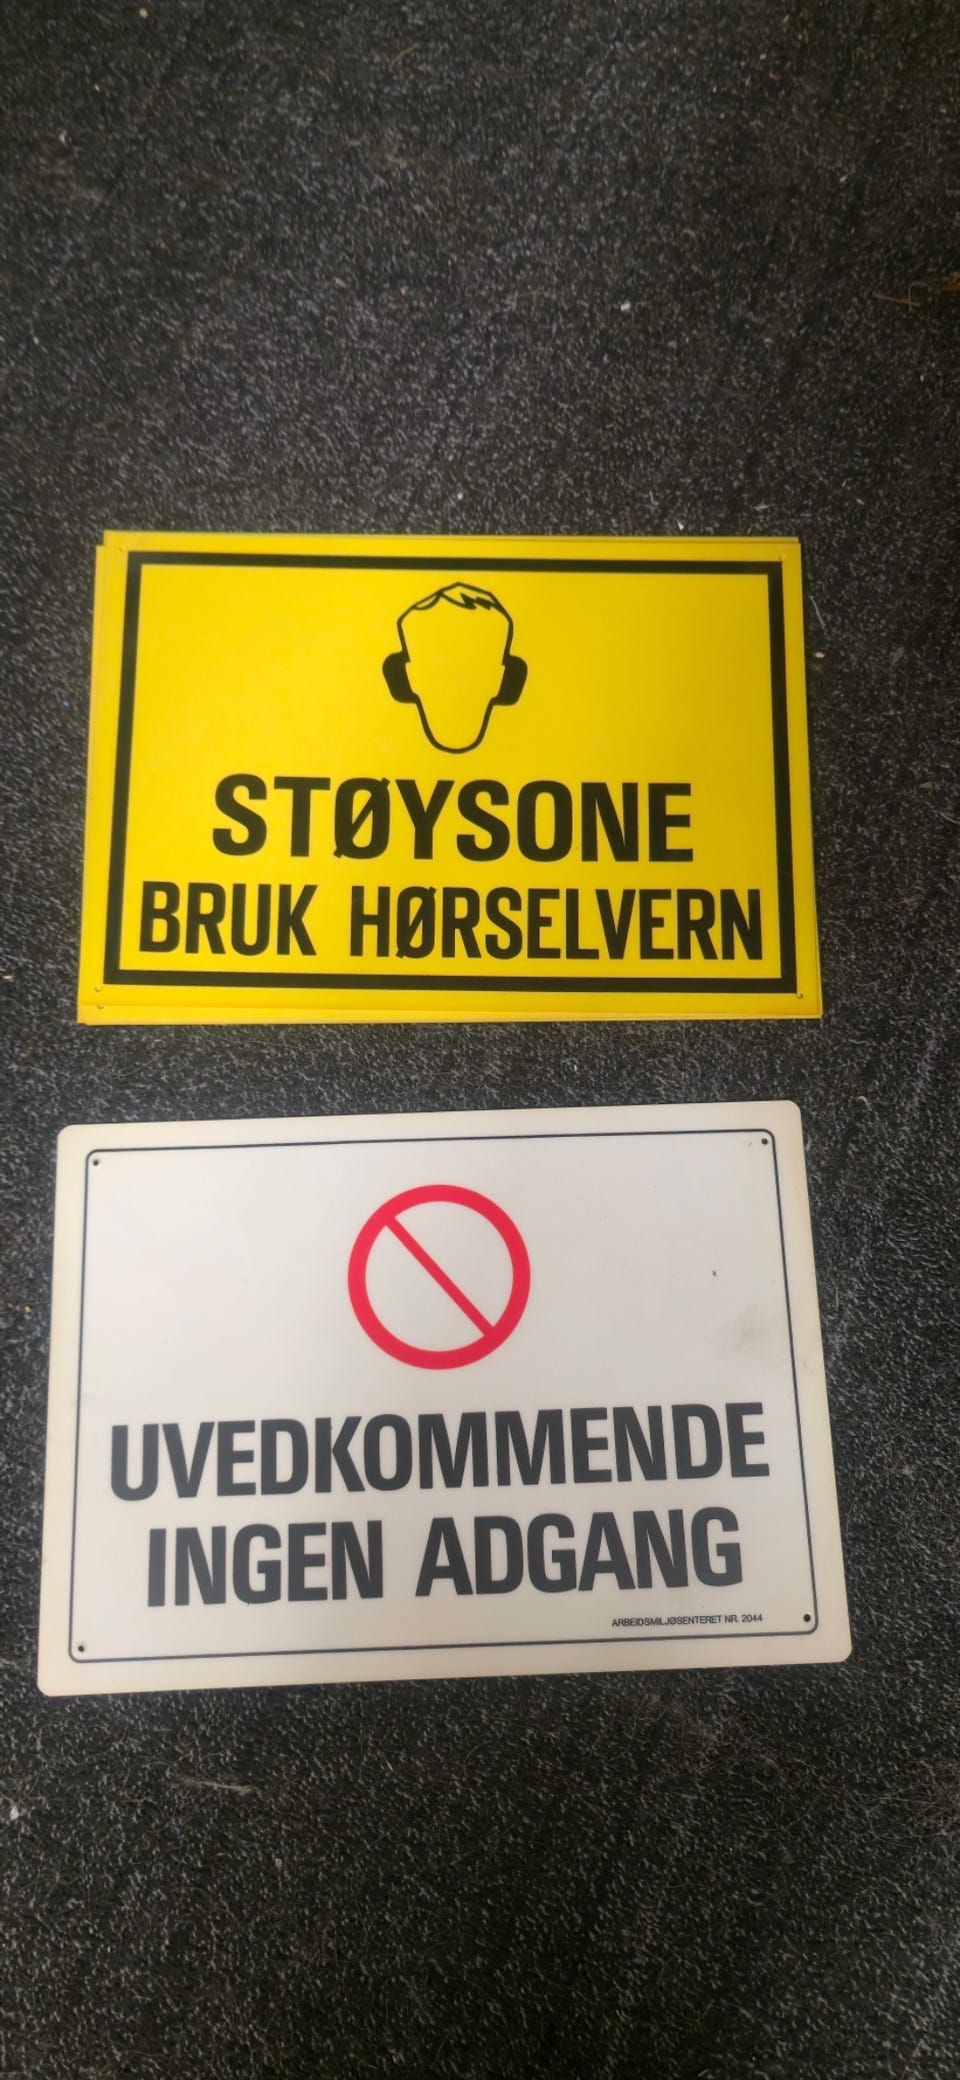 STØYSONE
BRUK HØRSELVERN
UVEDKOMMENDE
INGEN ADGANG
ARBEIDSMILJØSENTERET NR. 2044